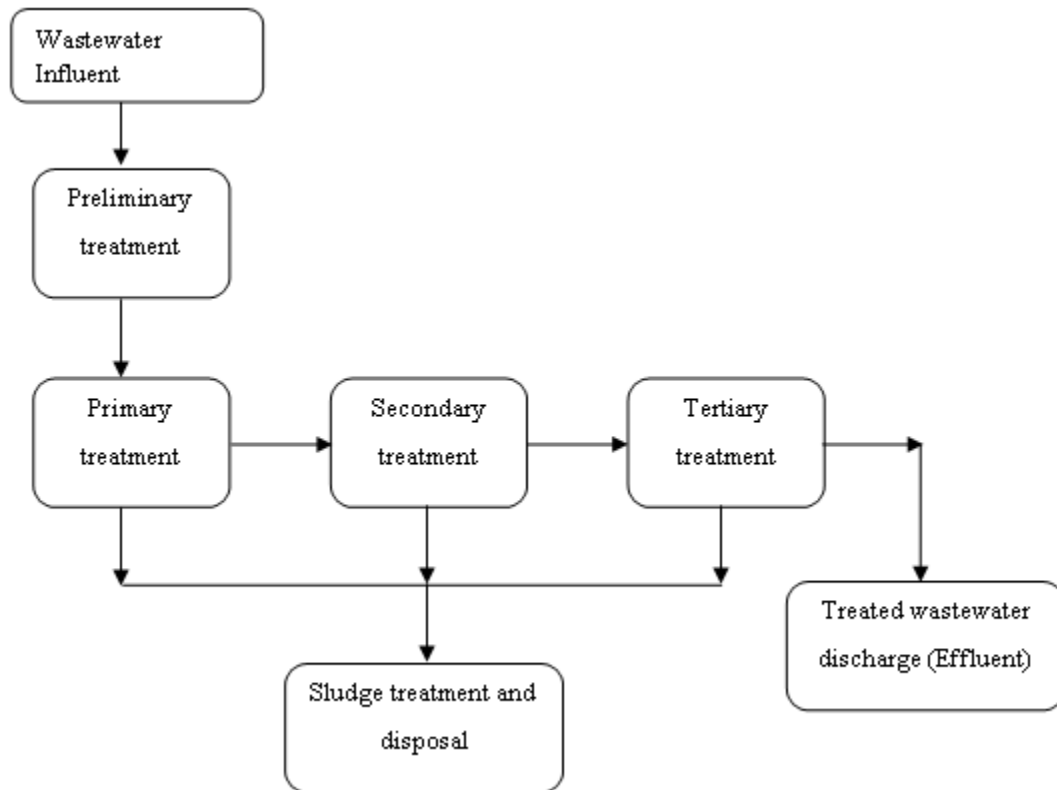 Wastewater
Influent
Preliminary
treatment
Primary
treatment
Secondary
treatment
Tertiary
treatment
Treated wastewater
discharge (Effluent)
Sludge treatment and
disposal